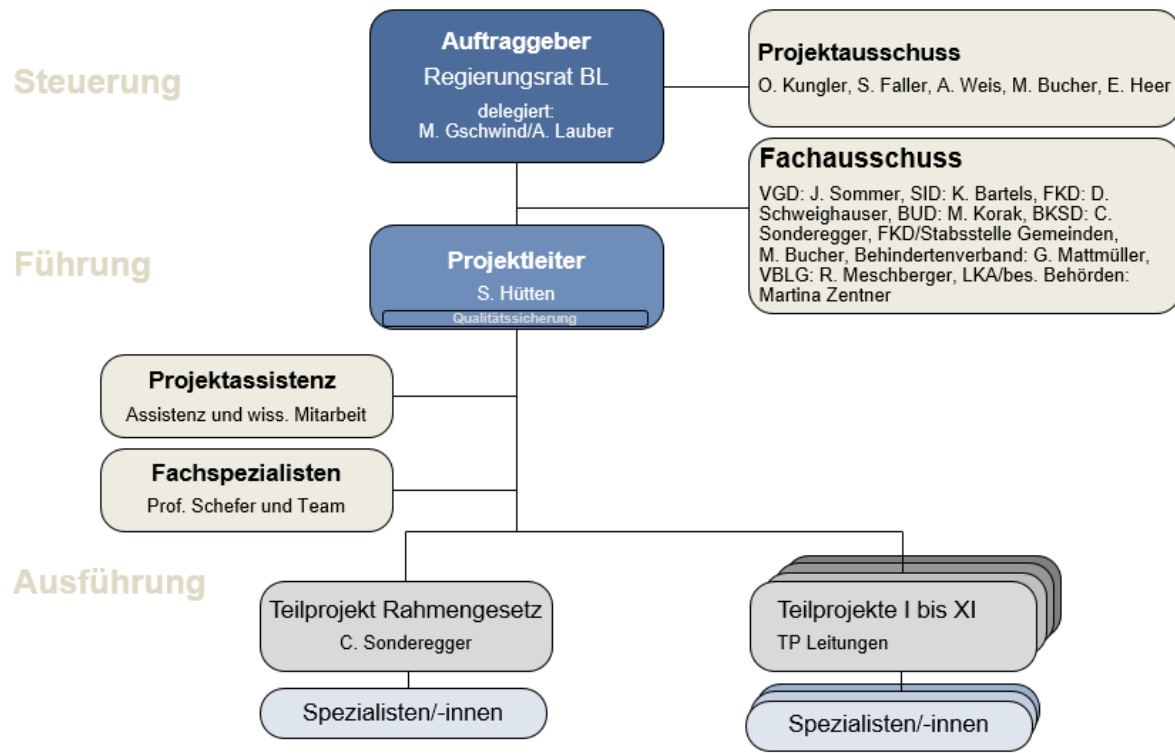 Steuerung
Auftraggeber
Regierungsrat BL
delegiert:
M. Gschwind/A. Lauber
Projektausschuss
O. Kungler, S. Faller, A. Weis, M. Bucher, E. Heer
Fachausschuss
VGD: J. Sommer, SID: K. Bartels, FKD: D.
Schweighauser, BUD: M. Korak, BKSD: C.
Sonderegger, FKD/Stabsstelle Gemeinden,
M. Bucher, Behindertenverband: G. Mattmüller,
VBLG: R. Meschberger, LKA/bes. Behörden:
Martina Zentner
Führung
Projektleiter
S. Hütten
Qualitätssicherung
Projektassistenz
Assistenz und wiss. Mitarbeit
Fachspezialisten
Prof. Schefer und Team
Ausführung
Teilprojekt Rahmengesetz
C. Sonderegger
Spezialisten/-innen
Teilprojekte I bis XI
TP Leitungen
Spezialisten/-innen